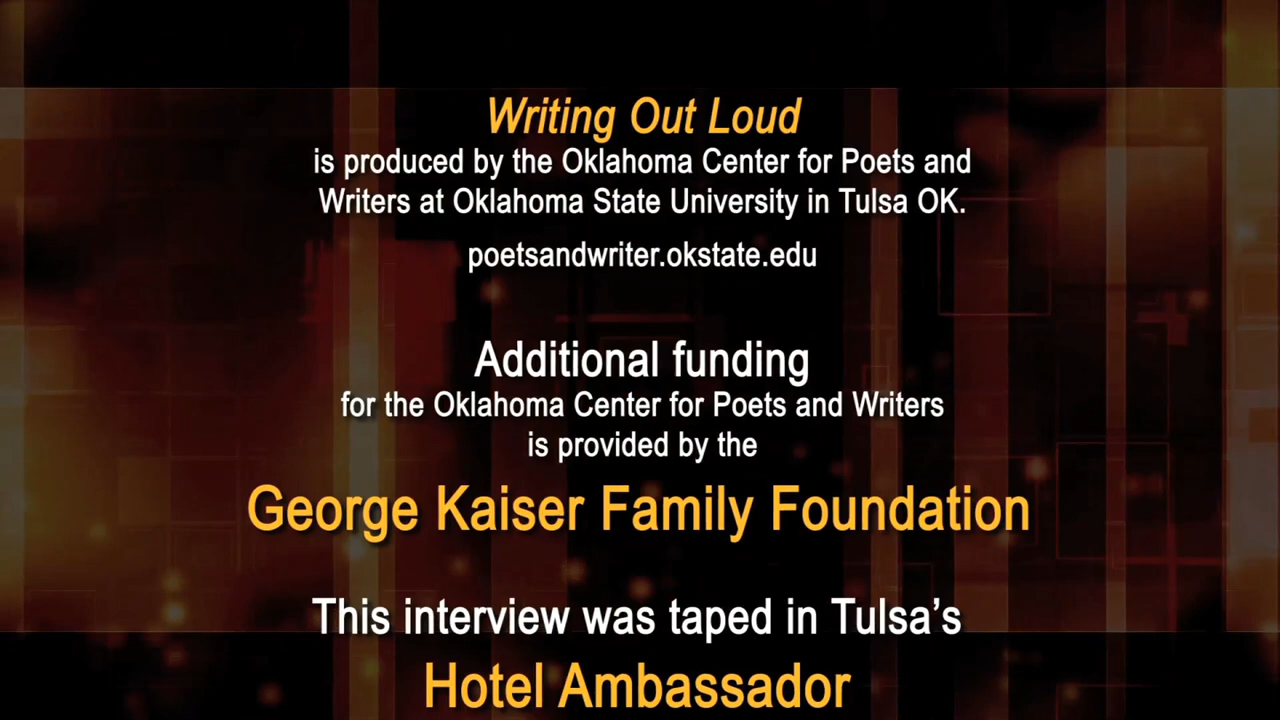 Writing Out Loud
is produced by the Oklahoma Center for Poets and
Writers at Oklahoma State University in Tulsa OK.
poetsandwriter.okstate.edu
Additional funding
for the Oklahoma Center for Poets and Writers
is provided by the
George Kaiser Family Foundation
This interview was taped in Tulsa’s
Hotel Ambassador